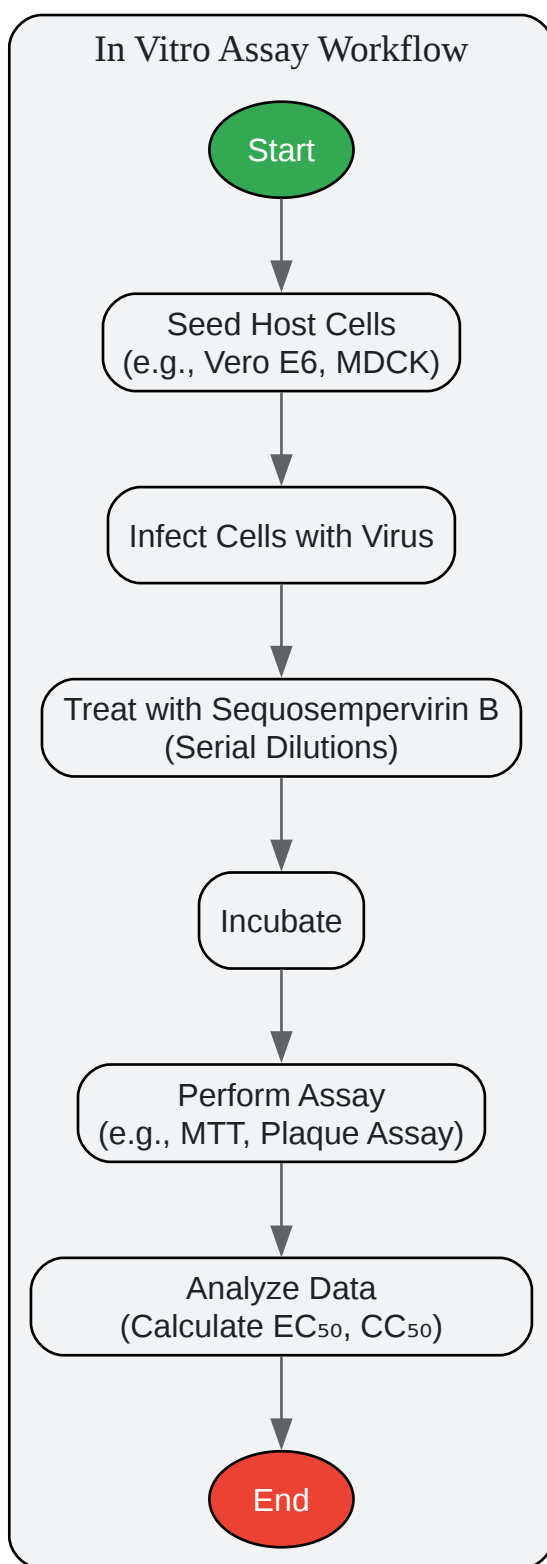 In Vitro Assay Workflow
Start
Seed Host Cells
(e.g., Vero E6, MDCK)
Infect Cells with Virus
Treat with Sequosempervirin B
(Serial Dilutions)
Incubate
Perform Assay
(e.g., MTT, Plaque Assay)
Analyze Data
(Calculate EC₅₀, CC₅₀)
End